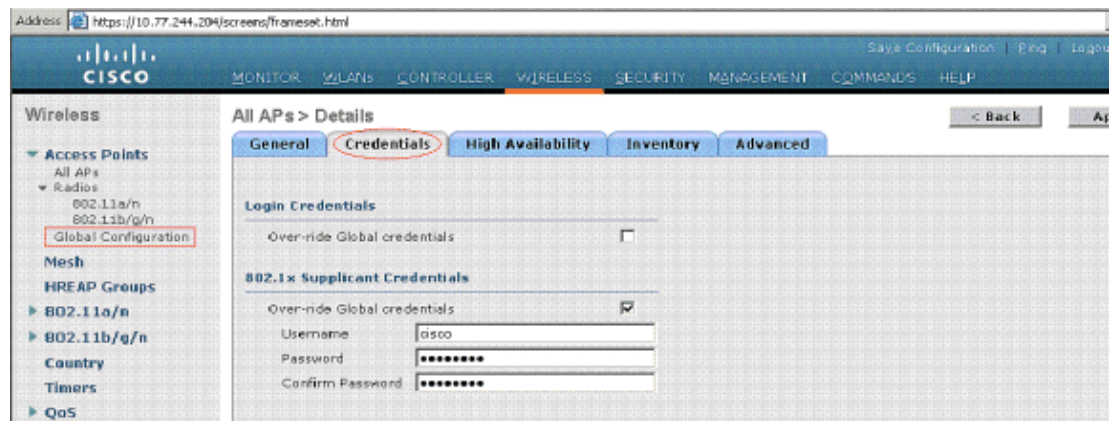 Address https://10.77.244.204/screens/frameset.html
Save Configuration | Ping | Logou
CISCO
MONITOR WLANs CONTROLLER WIRELESS SECURITY MANAGEMENT COMMANDS HELP
Wireless
Access Points
All APs
Radios
802.11a/n
802.11b/g/n
Global Configuration
Mesh
HREAP Groups
802.11a/n
802.11b/g/n
Country
Timers
QoS
All APs > Details
< Back
Ap
General Credentials High Availability Inventory Advanced
Login Credentials
Over-ride Global credentials
802.1x Supplicant Credentials
Over-ride Global credentials
Username cisco
Password ••••••••
Confirm Password ••••••••